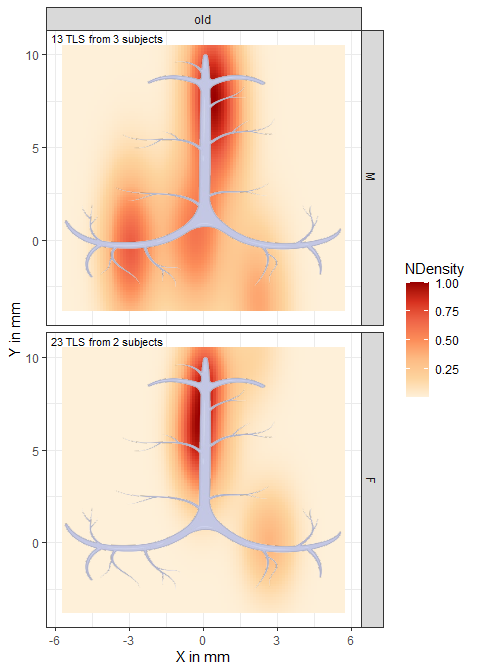 old
13 TLS from 3 subjects
10
5
0
M
23 TLS from 2 subjects
10
5
0
F
Y in mm
-6
-3
0
3
6
X in mm
NDensity
1.00
0.75
0.50
0.25